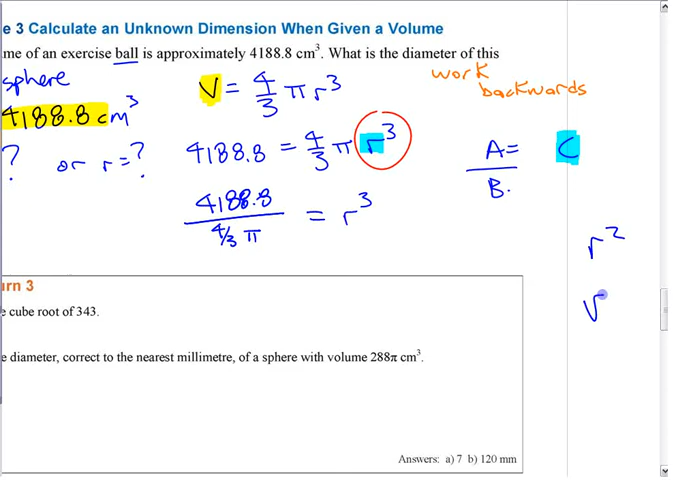 e 3 Calculate an Unknown Dimension When Given a Volume
me of an exercise ball is approximately 4188.8 cm³. What is the diameter of this
sphere
V = 4/3 π r³
work
backwards
4188.8 cm³
4188.8 = 4/3 π r³
A/B. = C
? or r = ?
4188.8 / (4/3 π) = r³
r²
√
urn 3
e cube root of 343.
e diameter, correct to the nearest millimetre, of a sphere with volume 288π cm³.
Answers: a) 7 b) 120 mm